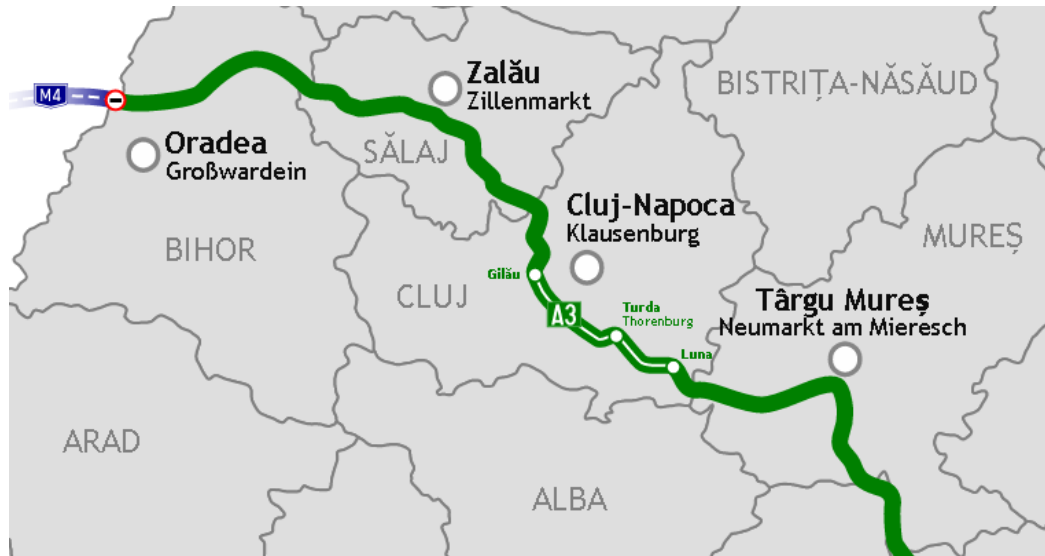 M4
Oradea
Großwardein
Zalău
Zillenmarkt
BISTRIȚA-NĂSĂUD
SĂLAJ
BIHOR
Cluj-Napoca
Klausenburg
MUREȘ
Gilău
CLUJ
A3
Turda
Thorenburg
Luna
Târgu Mureș
Neumarkt am Mieresch
ARAD
ALBA